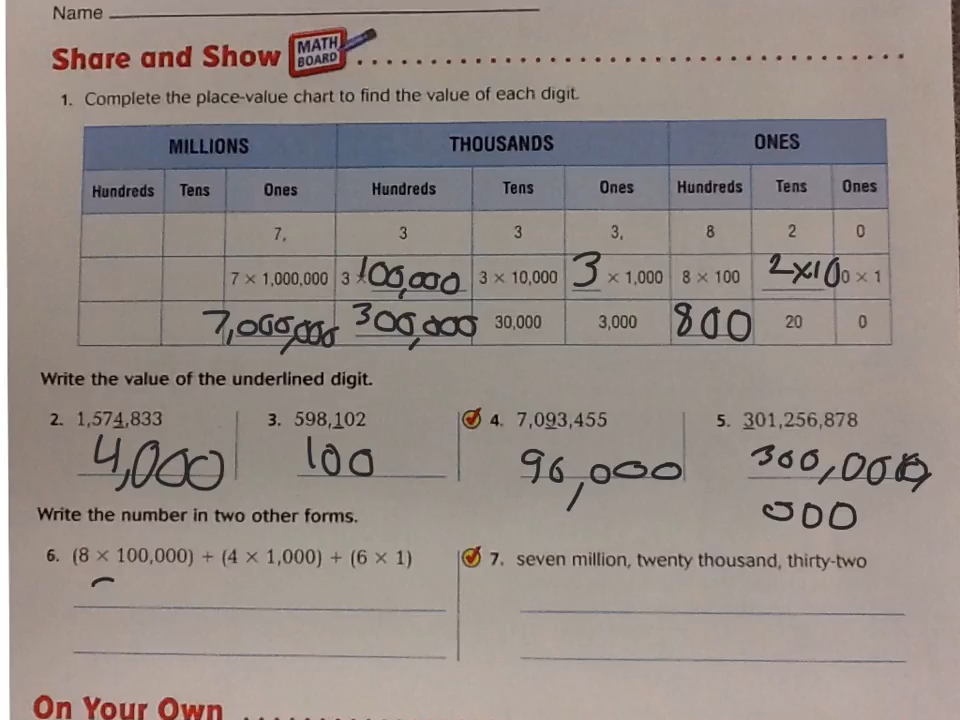 Name
Share and Show MATH BOARD
1. Complete the place-value chart to find the value of each digit.
MILLIONS THOUSANDS ONES
Hundreds Tens Ones Hundreds Tens Ones Hundreds Tens Ones
7, 3 3 3, 8 2 0
7 × 1,000,000 3 × 100,000 3 × 10,000 3 × 1,000 8 × 100 2×10 0 × 1
7,000,000 300,000 30,000 3,000 800 20 0
Write the value of the underlined digit.
2. 1,574,833 3. 598,102 4. 7,093,455 5. 301,256,878
4,000 100 90,000 300,000,
000
Write the number in two other forms.
6. (8 × 100,000) + (4 × 1,000) + (6 × 1) 7. seven million, twenty thousand, thirty-two
On Your Own